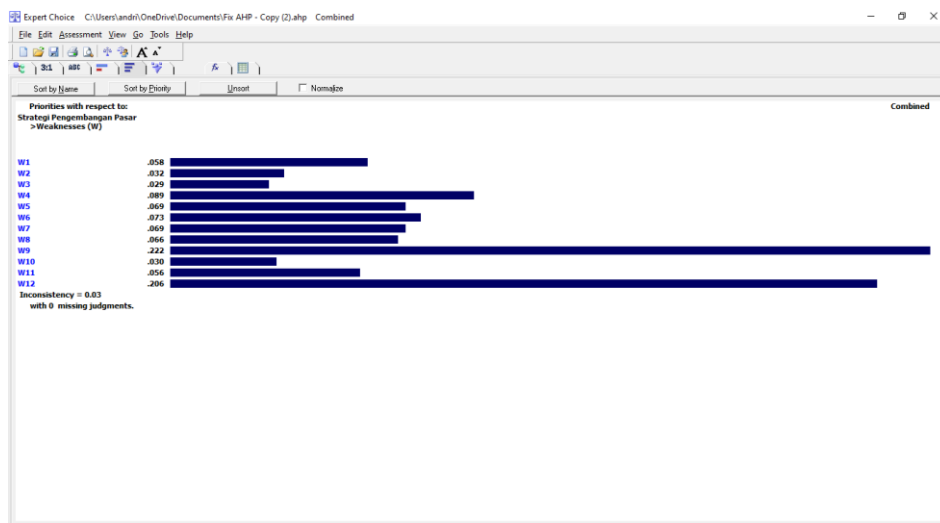 Expert Choice C:\Users\andri\OneDrive\Documents\Fix AHP - Copy (2).ahp Combined
File Edit Assessment View Go Tools Help
A A
3:1 ABC fx
Sort by Name Sort by Priority Unsort Normalize
Priorities with respect to: Combined
Strategi Pengembangan Pasar
>Weaknesses (W)
W1 .058
W2 .032
W3 .029
W4 .089
W5 .069
W6 .073
W7 .069
W8 .066
W9 .222
W10 .030
W11 .056
W12 .206
Inconsistency = 0.03
with 0 missing judgments.